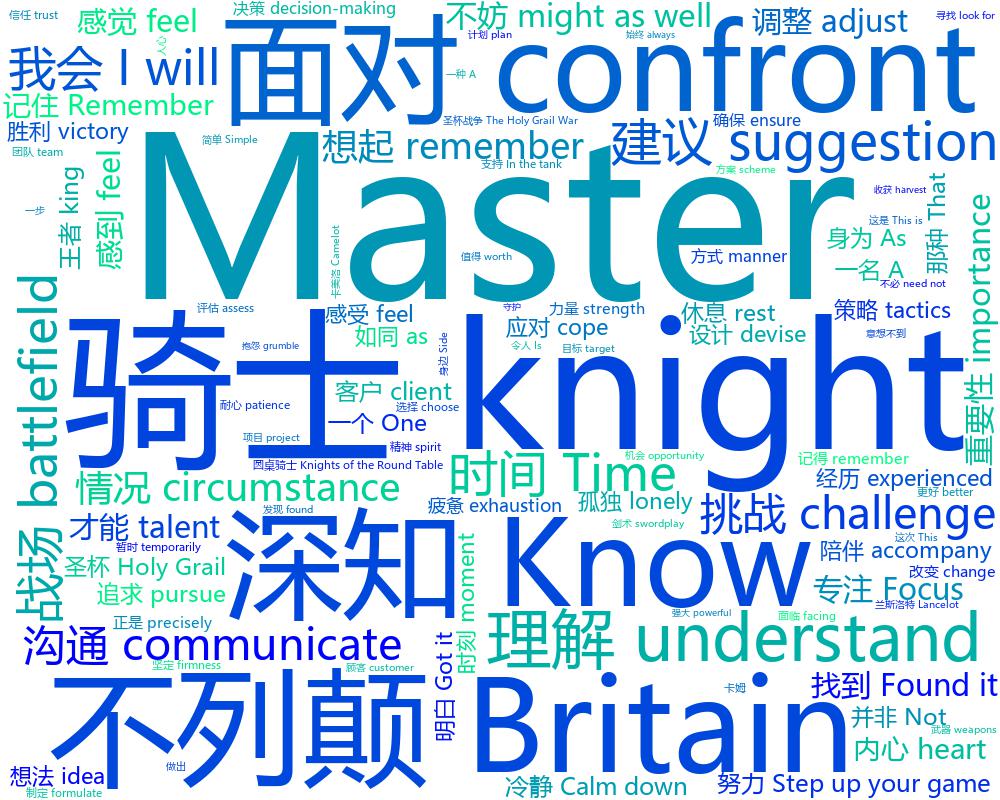 信任 trust
感觉 feel
决策 decision-making
不妨 might as well
调整 adjust
寻找 look for
人心
面对 confront
计划 plan
始终 always
我会 I will
一种 A
记住 Remember
胜利 victory
圣杯战争 The Holy Grail War
确保 ensure
建议 suggestion
简单 Simple
想起 remember
团队 team
支持 In the tank
方案 scheme
Master
王者 king
感到 feel
收获 harvest
那种 That
一步
这是 This is
身为 As
重要性 importance
卡美洛 Camelot
值得 worth
方式 manner
一名 A
不必 need not
战场 battlefield
评估 assess
感受 feel
守护
力量 strength
休息 rest
策略 tactics
骑士 knight
如同 as
应对 cope
设计 devise
意想不到
抱怨 grumble
身边 Side
令人 Is
目标 target
客户 client
耐心 patience
选择 choose
一个 One
项目 project
精神 spirit
圆桌骑士 Knights of the Round Table
时间 Time
机会 opportunity
记得 remember
情况 circumstance
经历 experienced
更好 better
疲惫 exhaustion
孤独 lonely
挑战 challenge
发现 found
才能 talent
剑术 swordplay
深知 Know
暂时 temporarily
这次 This
陪伴 accompany
圣杯 Holy Grail
时刻 moment
改变 change
追求 pursue
专注 Focus
兰斯洛特 Lancelot
正是 precisely
强大 powerful
面临 facing
沟通 communicate
理解 understand
明白 Got it
坚定 firmness
顾客 customer
不列颠 Britain
卡姆
找到 Found it
并非 Not
武器 weapons
内心 heart
想法 idea
做出
冷静 Calm down
努力 Step up your game
制定 formulate